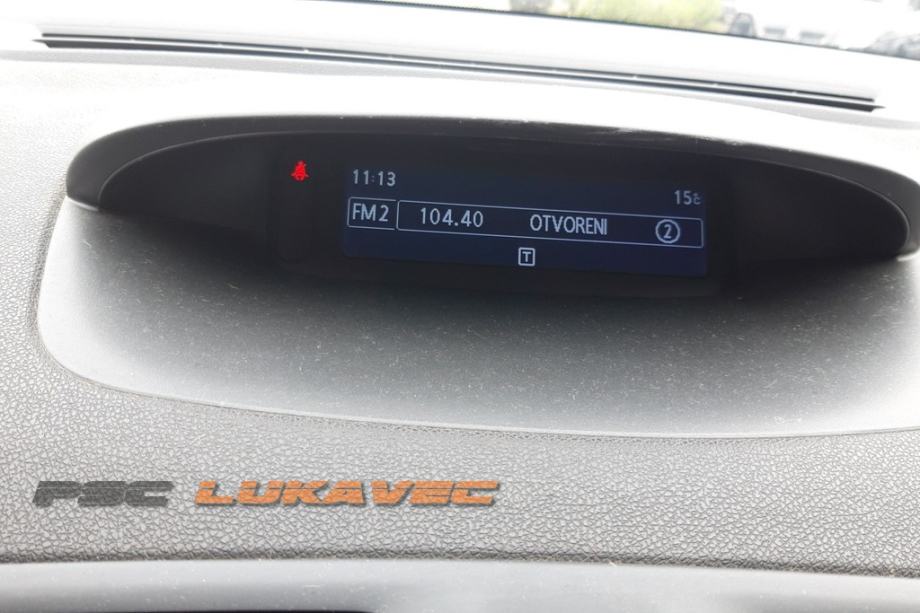 11:13
15°c
FM2 104.40 OTVORENI 2
T
PSC LUKAVEC